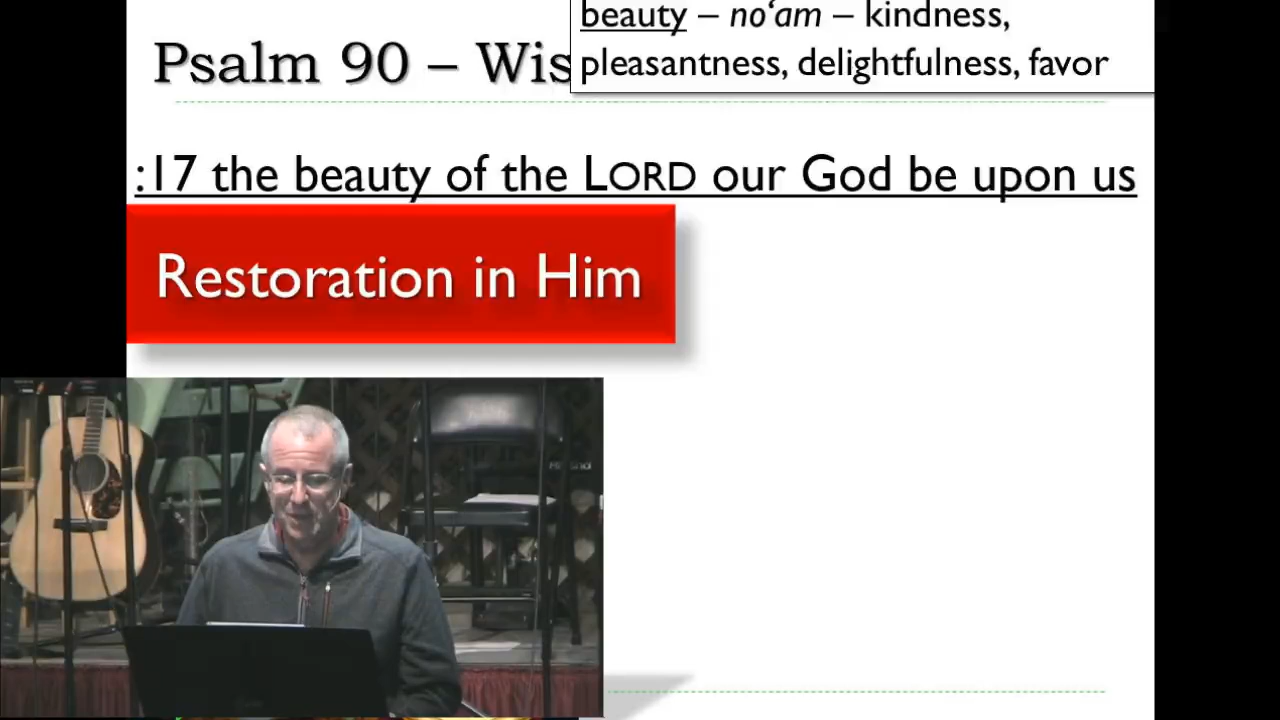 beauty – no‘am – kindness,
pleasantness, delightfulness, favor
Psalm 90 – Wis
:17 the beauty of the LORD our God be upon us
Restoration in Him